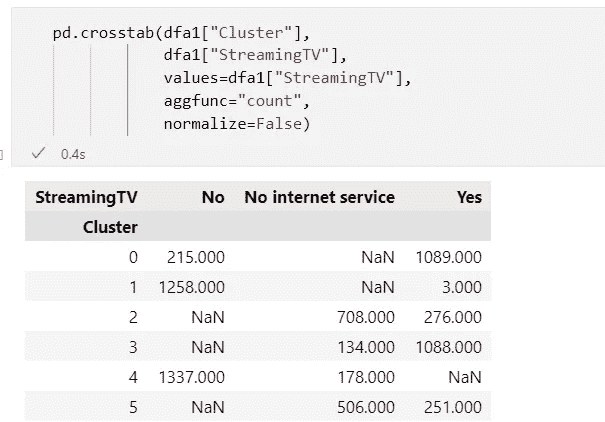 pd.crosstab(dfa1["Cluster"],
dfa1["StreamingTV"],
values=dfa1["StreamingTV"],
aggfunc="count",
normalize=False)
0.4s
StreamingTV No No internet service Yes
Cluster
0 215.000 NaN 1089.000
1 1258.000 NaN 3.000
2 NaN 708.000 276.000
3 NaN 134.000 1088.000
4 1337.000 178.000 NaN
5 NaN 506.000 251.000